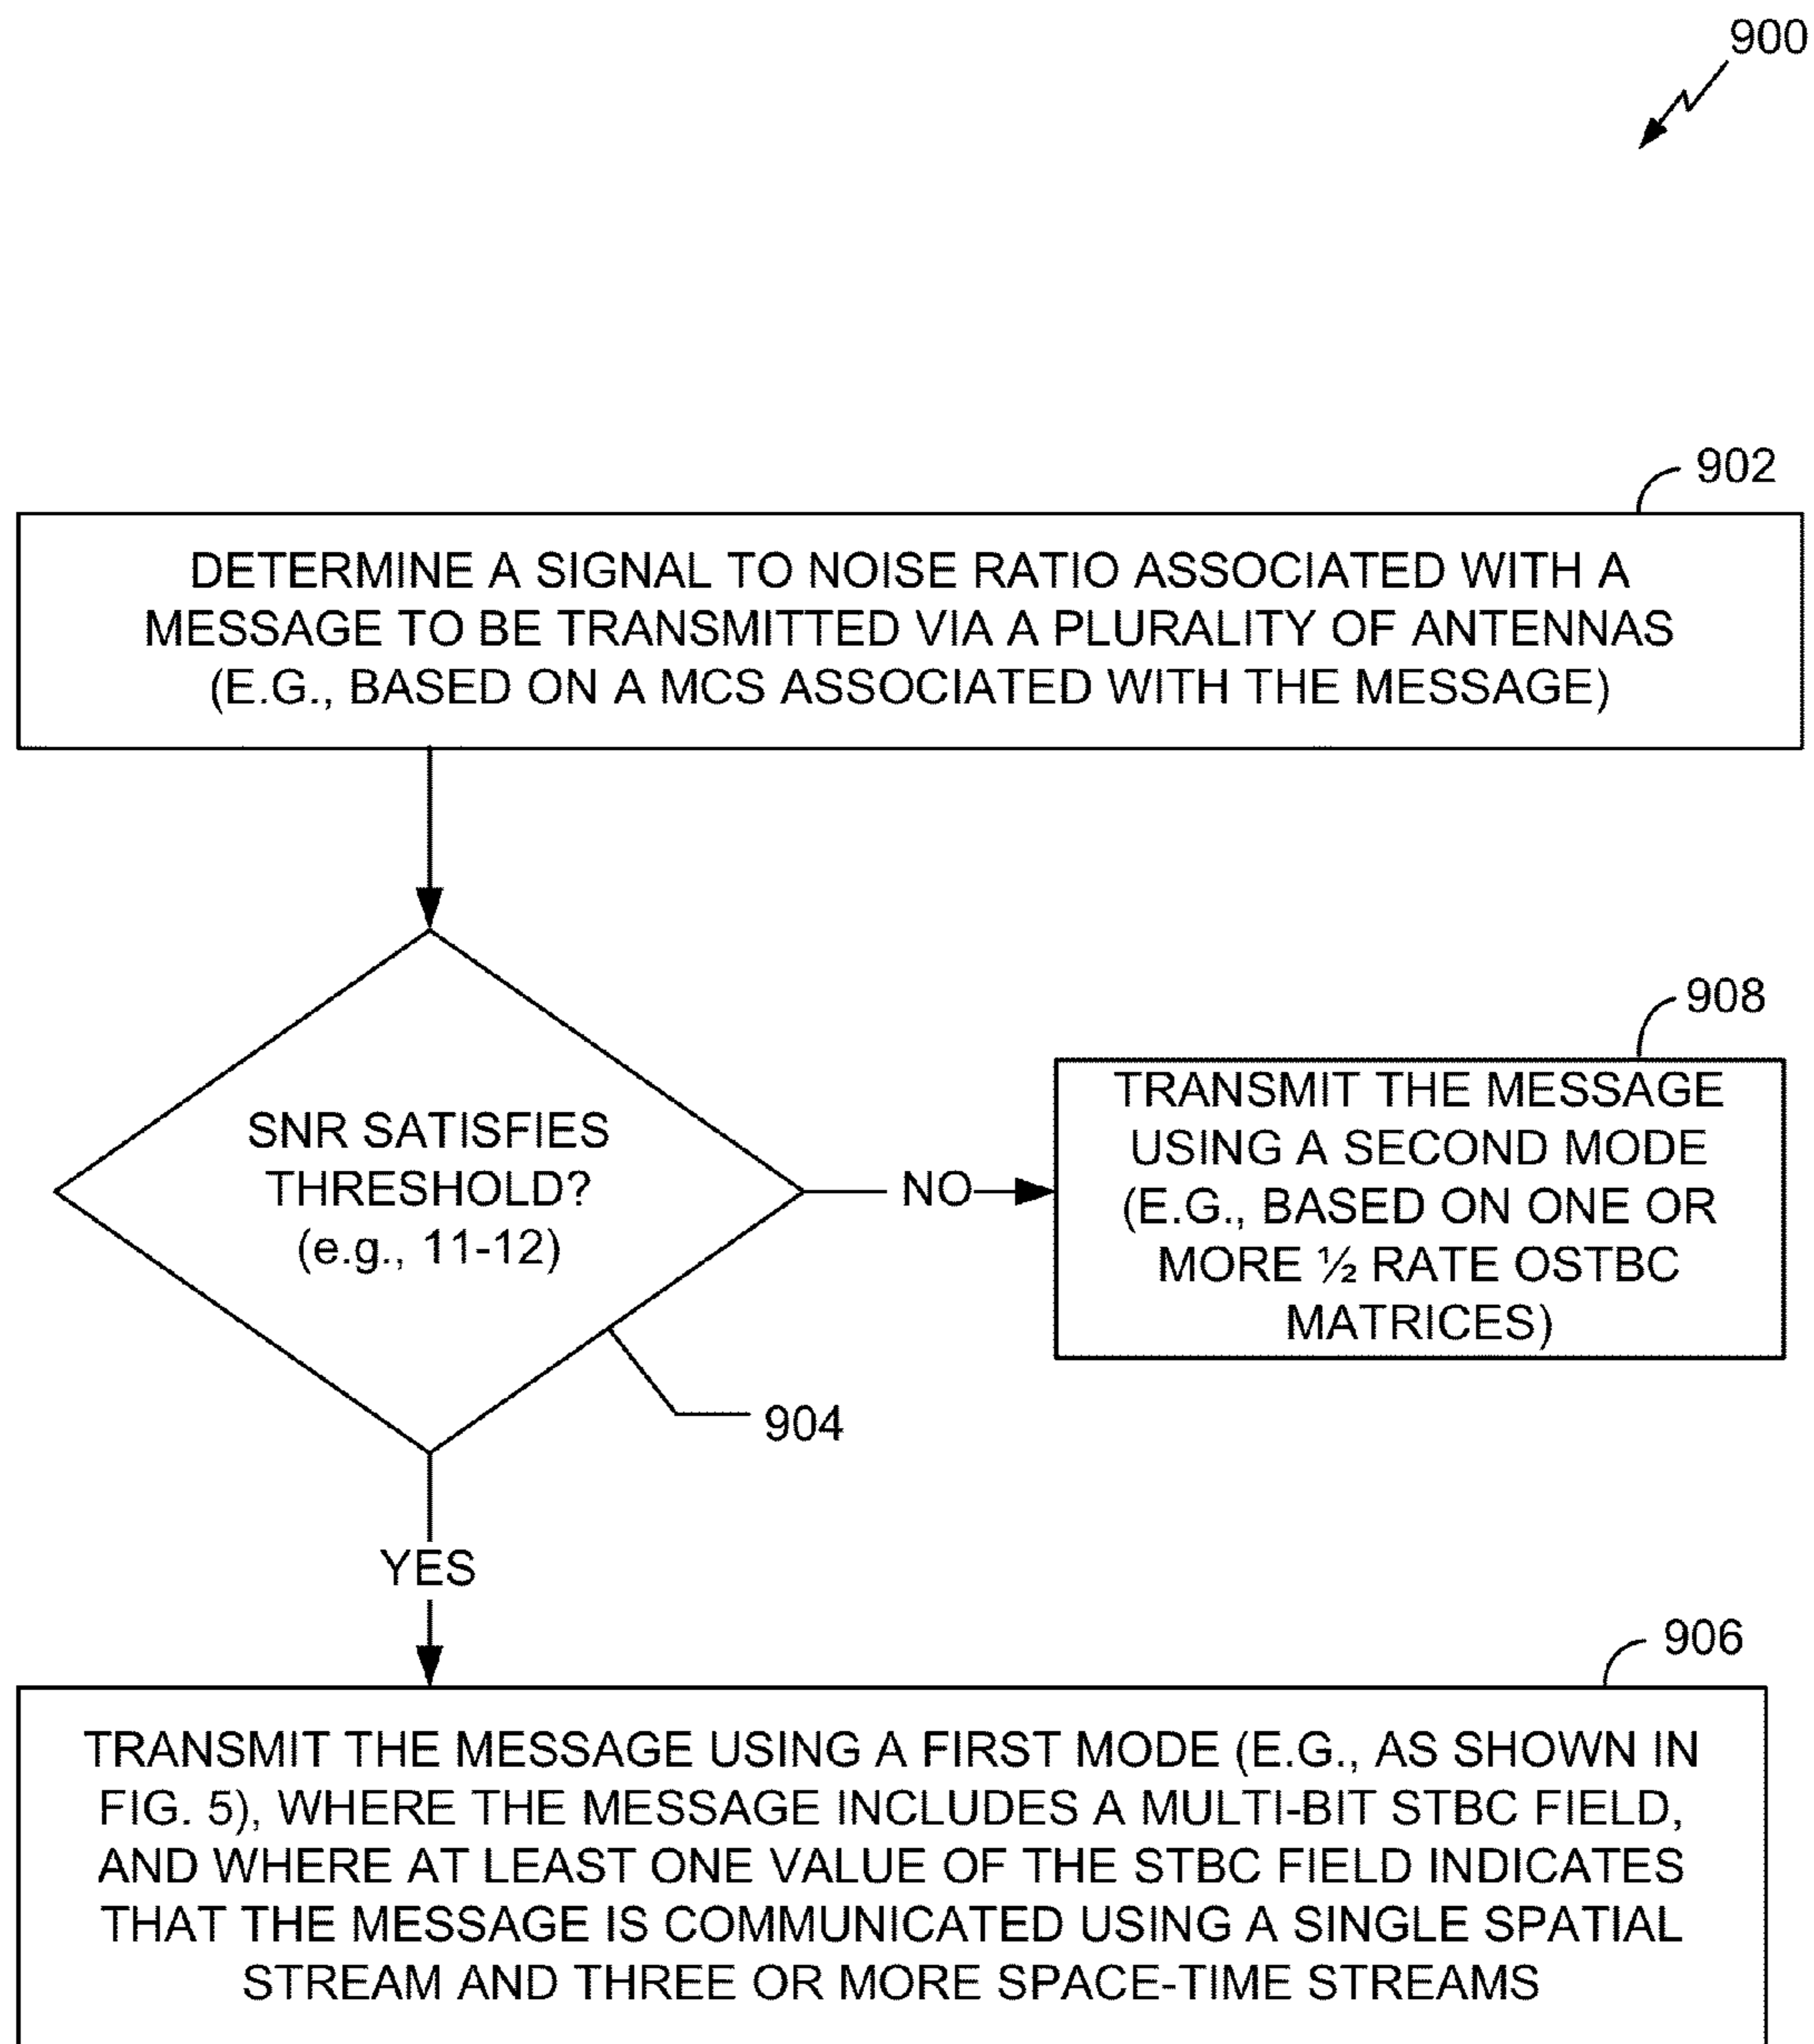 900
902
DETERMINE A SIGNAL TO NOISE RATIO ASSOCIATED WITH A
MESSAGE TO BE TRANSMITTED VIA A PLURALITY OF ANTENNAS
(E.G., BASED ON A MCS ASSOCIATED WITH THE MESSAGE)
SNR SATISFIES
THRESHOLD?
(e.g., 11-12)
904
NO
908
TRANSMIT THE MESSAGE
USING A SECOND MODE
(E.G., BASED ON ONE OR
MORE ½ RATE OSTBC
MATRICES)
YES
906
TRANSMIT THE MESSAGE USING A FIRST MODE (E.G., AS SHOWN IN
FIG. 5), WHERE THE MESSAGE INCLUDES A MULTI-BIT STBC FIELD,
AND WHERE AT LEAST ONE VALUE OF THE STBC FIELD INDICATES
THAT THE MESSAGE IS COMMUNICATED USING A SINGLE SPATIAL
STREAM AND THREE OR MORE SPACE-TIME STREAMS